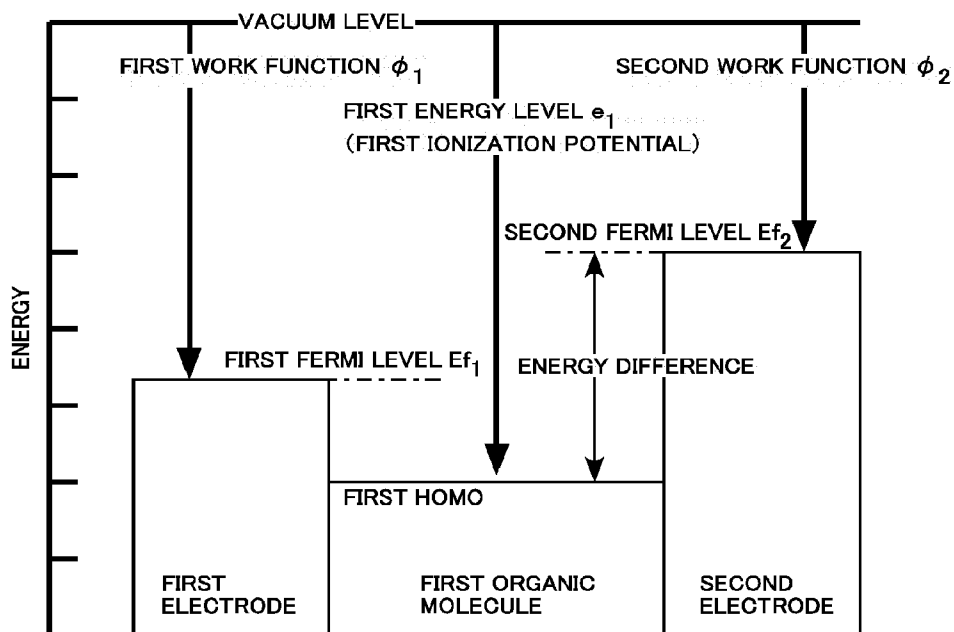 VACUUM LEVEL
FIRST WORK FUNCTION ϕ1
SECOND WORK FUNCTION ϕ2
FIRST ENERGY LEVEL e1
(FIRST IONIZATION POTENTIAL)
SECOND FERMI LEVEL Ef2
ENERGY
FIRST FERMI LEVEL Ef1
ENERGY DIFFERENCE
FIRST HOMO
FIRST
ELECTRODE
FIRST ORGANIC
MOLECULE
SECOND
ELECTRODE